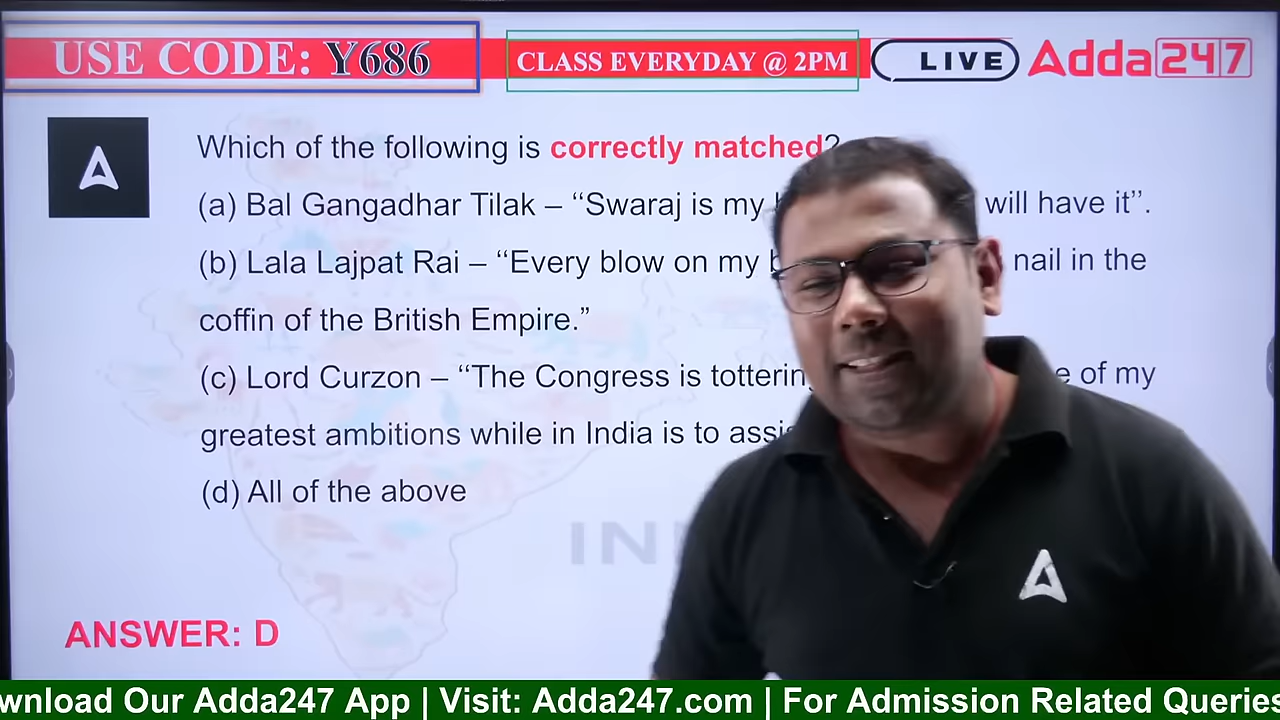 USE CODE: Y686
CLASS EVERYDAY @ 2PM
LIVE
Adda247
Which of the following is correctly matched?
(a) Bal Gangadhar Tilak – “Swaraj is my will have it”.
(b) Lala Lajpat Rai – “Every blow on my nail in the
coffin of the British Empire.”
(c) Lord Curzon – “The Congress is of my
greatest ambitions while in India is to
(d) All of the above
ANSWER: D
Our Adda247 App | Visit: Adda247.com | For Admission Related Queries